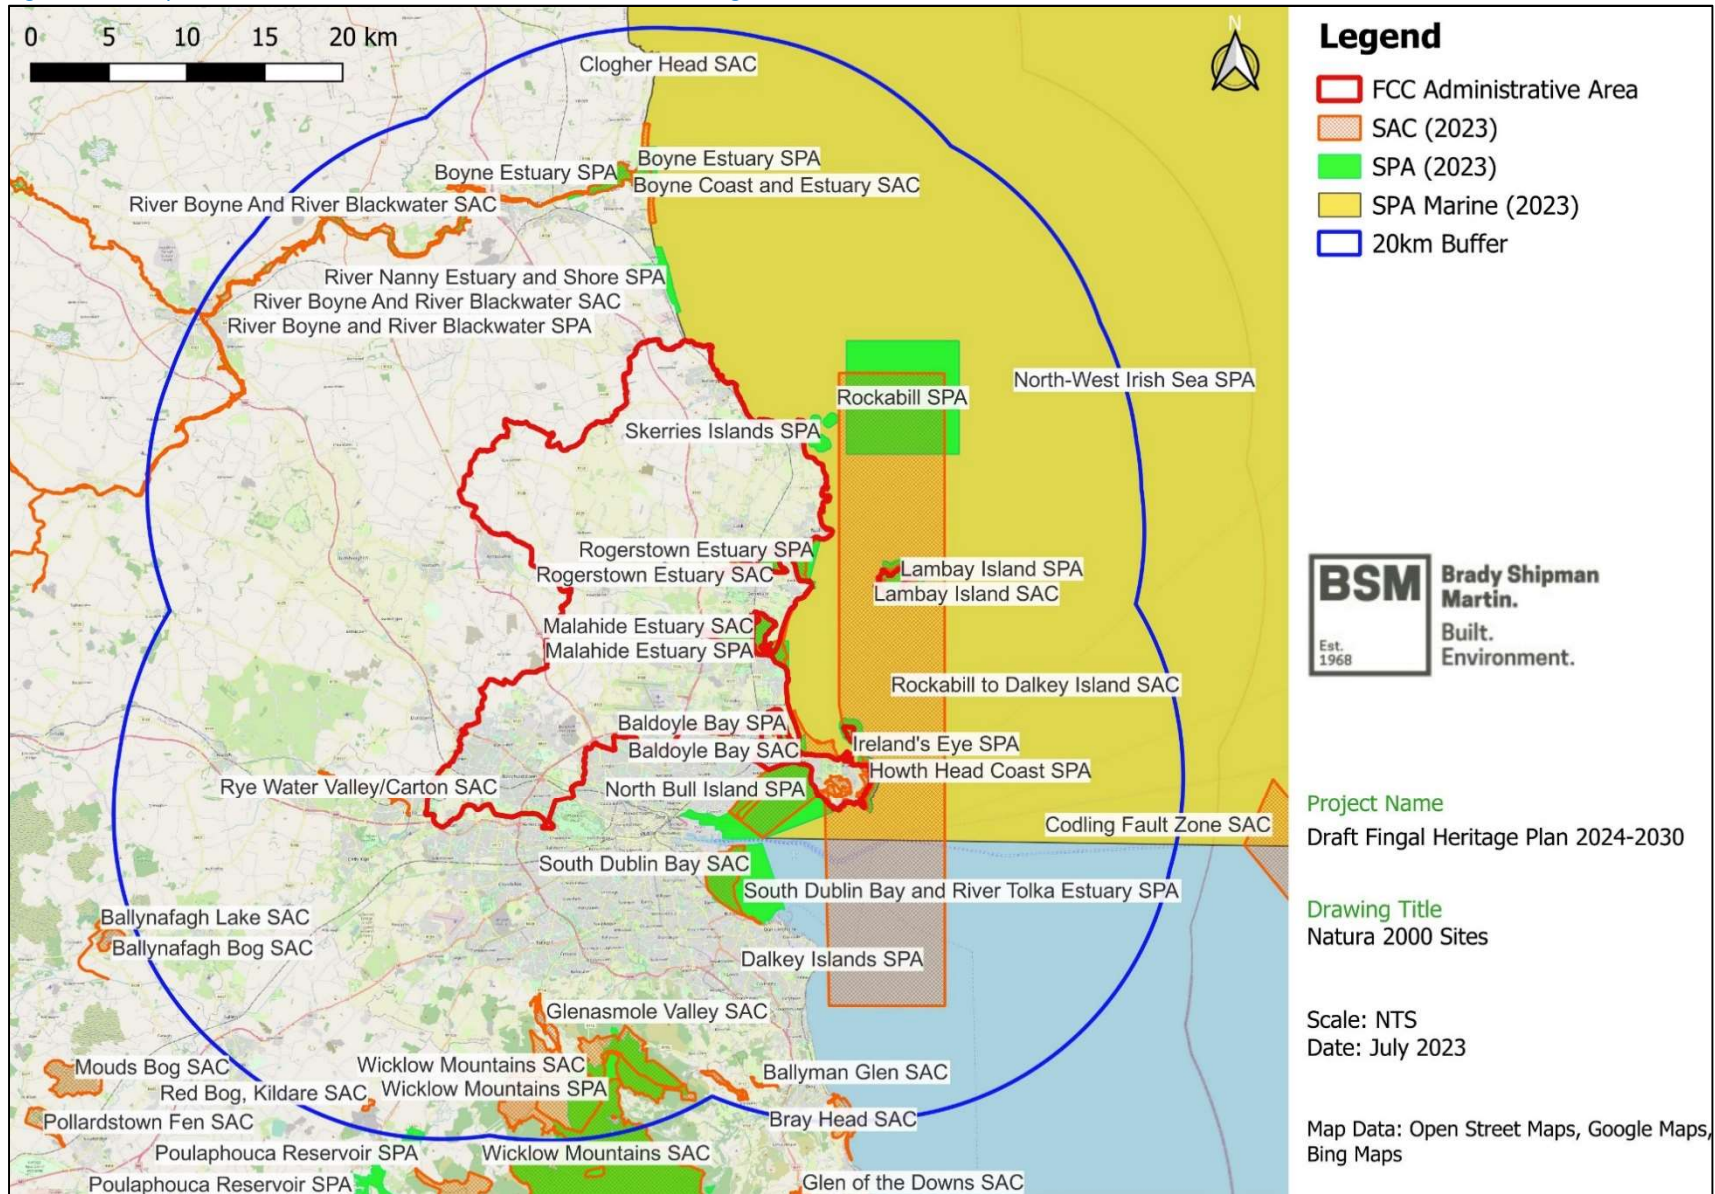 0 5 10 15 20 km
N
Clogher Head SAC
Boyne Estuary SPA
Boyne Estuary SPA
Boyne Coast and Estuary SAC
River Boyne And River Blackwater SAC
River Nanny Estuary and Shore SPA
River Boyne And River Blackwater SAC
River Boyne and River Blackwater SPA
North-West Irish Sea SPA
Rockabill SPA
Skerries Islands SPA
Rogerstown Estuary SPA
Rogerstown Estuary SAC
Lambay Island SPA
Lambay Island SAC
Malahide Estuary SAC
Malahide Estuary SPA
Rockabill to Dalkey Island SAC
Baldoyle Bay SPA
Baldoyle Bay SAC
Ireland's Eye SPA
Howth Head Coast SPA
Rye Water Valley/Carton SAC
North Bull Island SPA
Codling Fault Zone SAC
South Dublin Bay SAC
South Dublin Bay and River Tolka Estuary SPA
Ballynafagh Lake SAC
Ballynafagh Bog SAC
Dalkey Islands SPA
Glenasmole Valley SAC
Mouds Bog SAC
Wicklow Mountains SAC
Wicklow Mountains SPA
Ballyman Glen SAC
Red Bog, Kildare SAC
Pollardstown Fen SAC
Bray Head SAC
Poulaphouca Reservoir SPA
Wicklow Mountains SAC
Poulaphouca Reservoir SPA
Glen of the Downs SAC
Legend
FCC Administrative Area
SAC (2023)
SPA (2023)
SPA Marine (2023)
20km Buffer
BSM
Est.
1968
Brady Shipman
Martin.
Built.
Environment.
Project Name
Draft Fingal Heritage Plan 2024-2030
Drawing Title
Natura 2000 Sites
Scale: NTS
Date: July 2023
Map Data: Open Street Maps, Google Maps,
Bing Maps